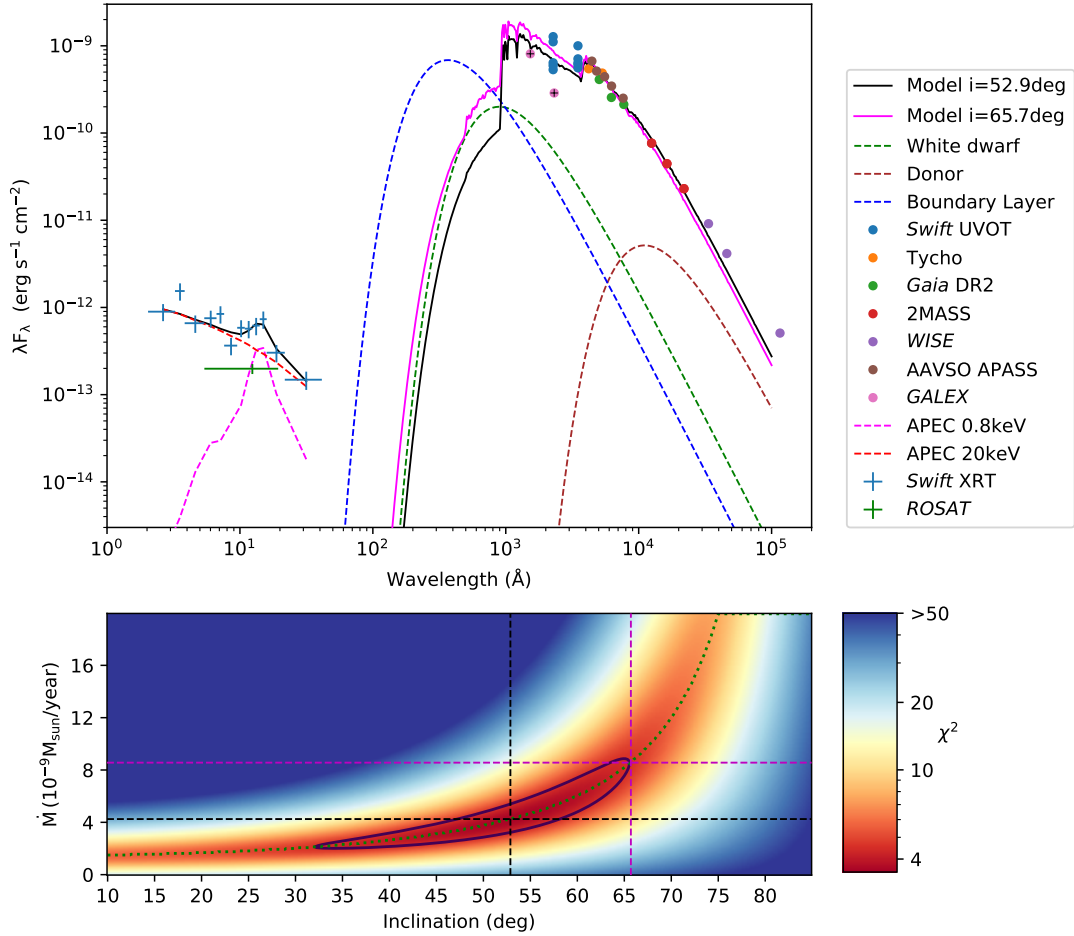 10⁻⁹
10⁻¹⁰
10⁻¹¹
10⁻¹²
10⁻¹³
10⁻¹⁴
λF_λ (erg s⁻¹ cm⁻²)
10⁰ 10¹ 10² 10³ 10⁴ 10⁵
Wavelength (Å)
Model i=52.9deg
Model i=65.7deg
White dwarf
Donor
Boundary Layer
Swift UVOT
Tycho
Gaia DR2
2MASS
WISE
AAVSO APASS
GALEX
APEC 0.8keV
APEC 20keV
Swift XRT
ROSAT
16
12
8
4
0
Ṁ (10⁻⁹M_sun/year)
10 15 20 25 30 35 40 45 50 55 60 65 70 75 80
Inclination (deg)
>50
20
10
4
χ²